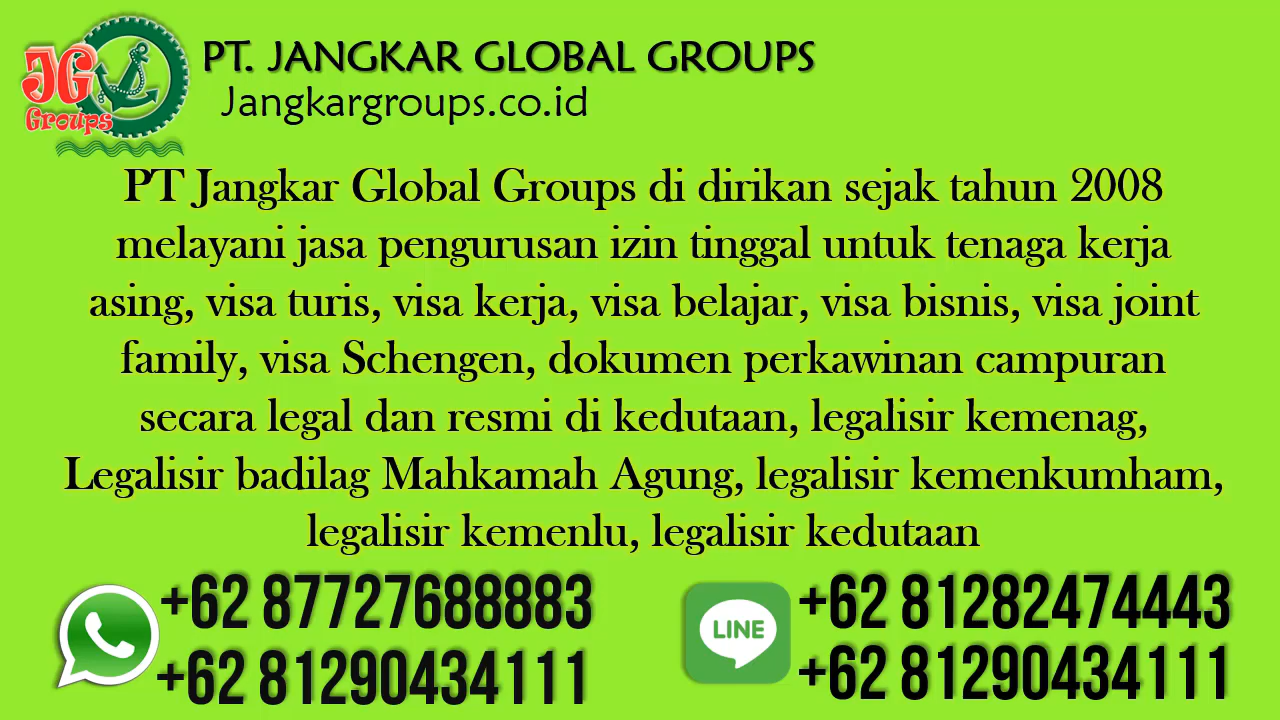 JG
Groups
PT. JANGKAR GLOBAL GROUPS
Jangkargroups.co.id
PT Jangkar Global Groups di dirikan sejak tahun 2008
melayani jasa pengurusan izin tinggal untuk tenaga kerja
asing, visa turis, visa kerja, visa belajar, visa bisnis, visa joint
family, visa Schengen, dokumen perkawinan campuran
secara legal dan resmi di kedutaan, legalisir kemenag,
Legalisir badilag Mahkamah Agung, legalisir kemenkumham,
legalisir kemenlu, legalisir kedutaan
+62 87727688883
+62 81290434111
LINE
+62 81282474443
+62 81290434111